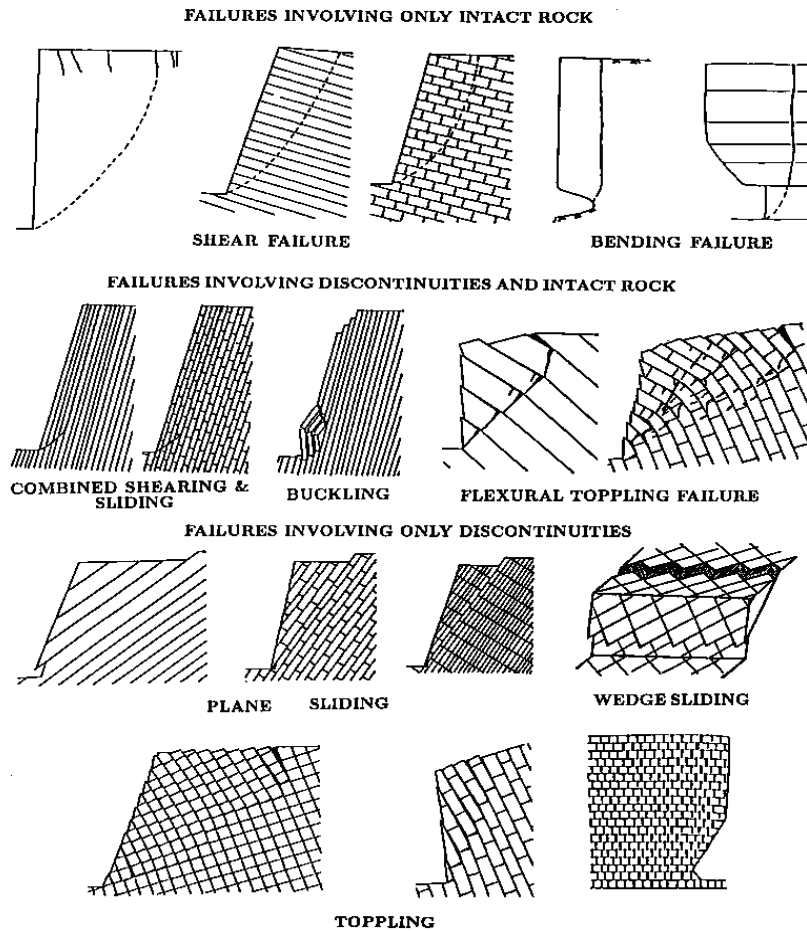 FAILURES INVOLVING ONLY INTACT ROCK
SHEAR FAILURE
BENDING FAILURE
FAILURES INVOLVING DISCONTINUITIES AND INTACT ROCK
COMBINED SHEARING &
SLIDING
BUCKLING
FLEXURAL TOPPLING FAILURE
FAILURES INVOLVING ONLY DISCONTINUITIES
PLANE SLIDING
WEDGE SLIDING
TOPPLING